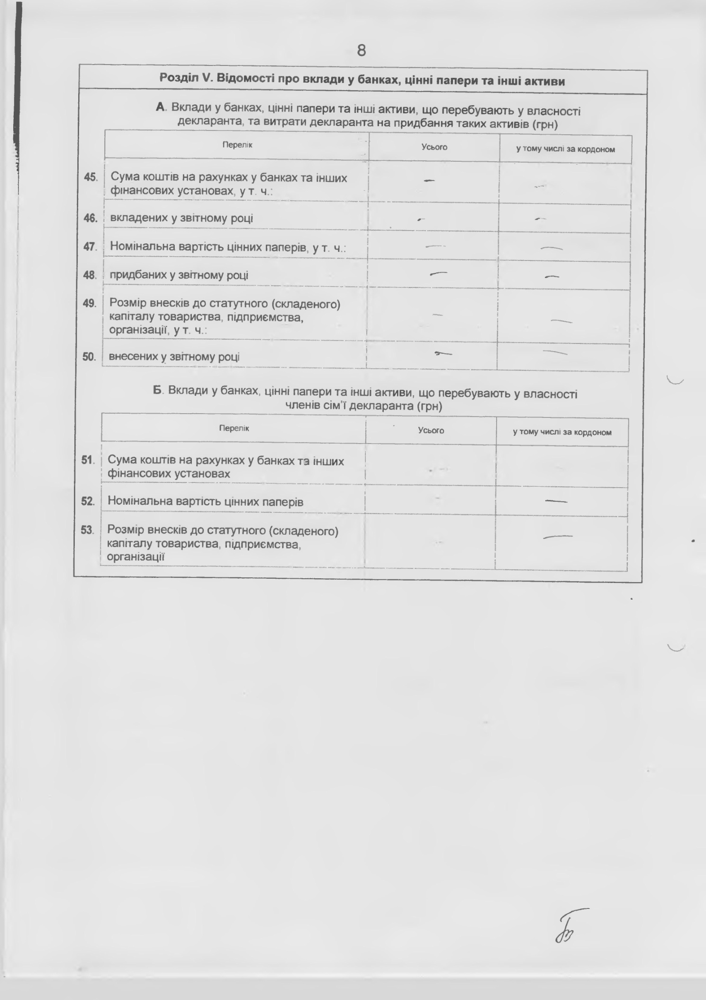 8
Розділ V. Відомості про вклади у банках, цінні папери та інші активи
А. Вклади у банках, цінні папери та інші активи, що перебувають у власності
декларанта, та витрати декларанта на придбання таких активів (грн)
Перелік Усього у тому числі за кордоном
45. Сума коштів на рахунках у банках та інших — —
фінансових установах, у т. ч.:
46. вкладених у звітному році — —
47. Номінальна вартість цінних паперів, у т. ч.: — —
48. придбаних у звітному році — —
49. Розмір внесків до статутного (складеного)
капіталу товариства, підприємства, — —
організації, у т. ч.:
50. внесених у звітному році — —
Б. Вклади у банках, цінні папери та інші активи, що перебувають у власності
членів сім'ї декларанта (грн)
Перелік Усього у тому числі за кордоном
51. Сума коштів на рахунках у банках та інших
фінансових установах —
52. Номінальна вартість цінних паперів — —
53. Розмір внесків до статутного (складеного)
капіталу товариства, підприємства, — —
організації